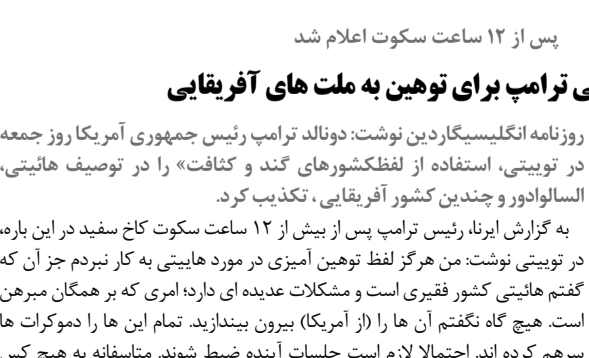 پس از ۱۲ ساعت سکوت اعلام شد
ترامپ برای توهین به ملت های آفریقایی
روزنامه انگلیسیگاردین نوشت: دونالد ترامپ رئیس جمهوری آمریکا روز جمعه
در توییتی، استفاده از لفظکشورهای گند و کثافت» را در توصیف هائیتی،
السالوادور و چندین کشور آفریقایی، تکذیب کرد.
به گزارش ایرنا، رئیس ترامپ پس از بیش از ۱۲ ساعت سکوت کاخ سفید در این باره،
در توییتی نوشت: من هرگز لفظ توهین آمیزی در مورد هاییتی به کار نبردم جز آن که
گفتم هائیتی کشور فقیری است و مشکلات عدیده ای دارد؛ امری که بر همگان مبرهن
است. هیچ گاه نگفتم آن ها را (از آمریکا) بیرون بیندازید. تمام این ها را دموکرات ها
سرهم کرده اند. احتمالا لازم است جلسات آینده ضبط شوند. متاسفانه به هیچ کس